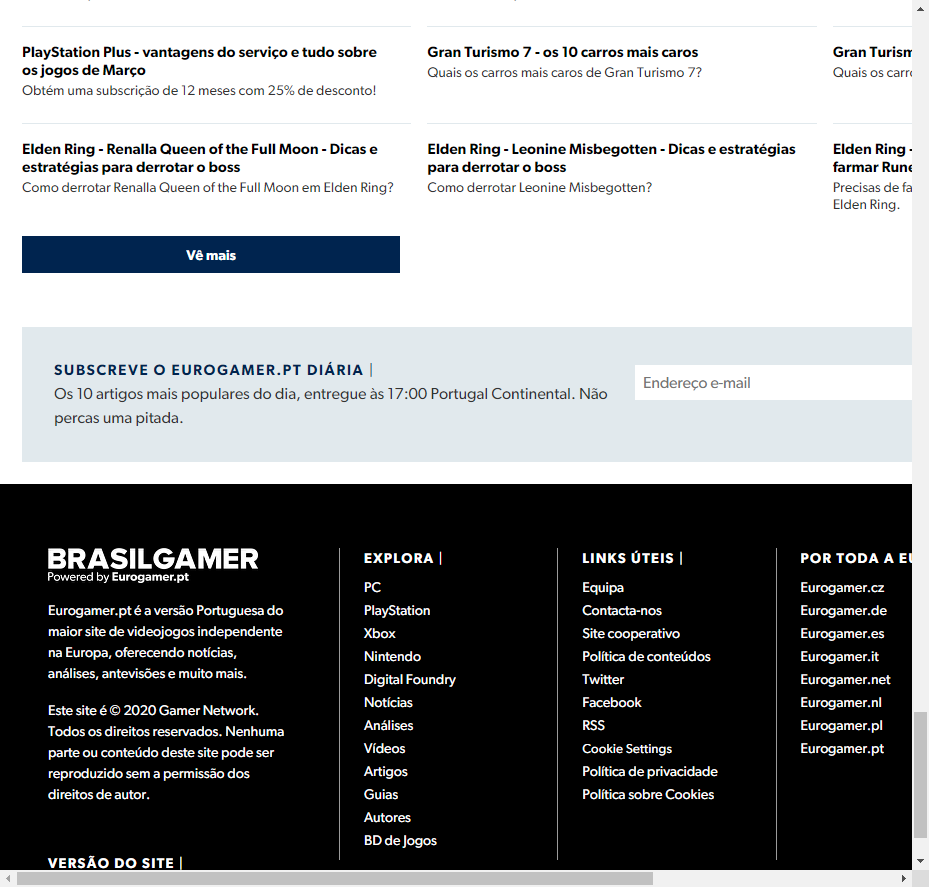 PlayStation Plus - vantagens do serviço e tudo sobre
os jogos de Março
Obtém uma subscrição de 12 meses com 25% de desconto!
Gran Turismo 7 - os 10 carros mais caros
Quais os carros mais caros de Gran Turismo 7?
Gran Turism
Quais os carro
Elden Ring - Renalla Queen of the Full Moon - Dicas e
estratégias para derrotar o boss
Como derrotar Renalla Queen of the Full Moon em Elden Ring?
Elden Ring - Leonine Misbegotten - Dicas e estratégias
para derrotar o boss
Como derrotar Leonine Misbegotten?
Elden Ring -
farmar Rune
Precisas de fa
Elden Ring.
Vê mais
SUBSCREVE O EUROGAMER.PT DIÁRIA |
Os 10 artigos mais populares do dia, entregue às 17:00 Portugal Continental. Não
percas uma pitada.
Endereço e-mail
BRASILGAMER
Powered by Eurogamer.pt
Eurogamer.pt é a versão Portuguesa do
maior site de videojogos independente
na Europa, oferecendo notícias,
análises, antevisões e muito mais.
Este site é © 2020 Gamer Network.
Todos os direitos reservados. Nenhuma
parte ou conteúdo deste site pode ser
reproduzido sem a permissão dos
direitos de autor.
VERSÃO DO SITE |
EXPLORA |
PC
PlayStation
Xbox
Nintendo
Digital Foundry
Notícias
Análises
Vídeos
Artigos
Guias
Autores
BD de Jogos
LINKS ÚTEIS |
Equipa
Contacta-nos
Site cooperativo
Política de conteúdos
Twitter
Facebook
RSS
Cookie Settings
Política de privacidade
Política sobre Cookies
POR TODA A EU
Eurogamer.cz
Eurogamer.de
Eurogamer.es
Eurogamer.it
Eurogamer.net
Eurogamer.nl
Eurogamer.pl
Eurogamer.pt